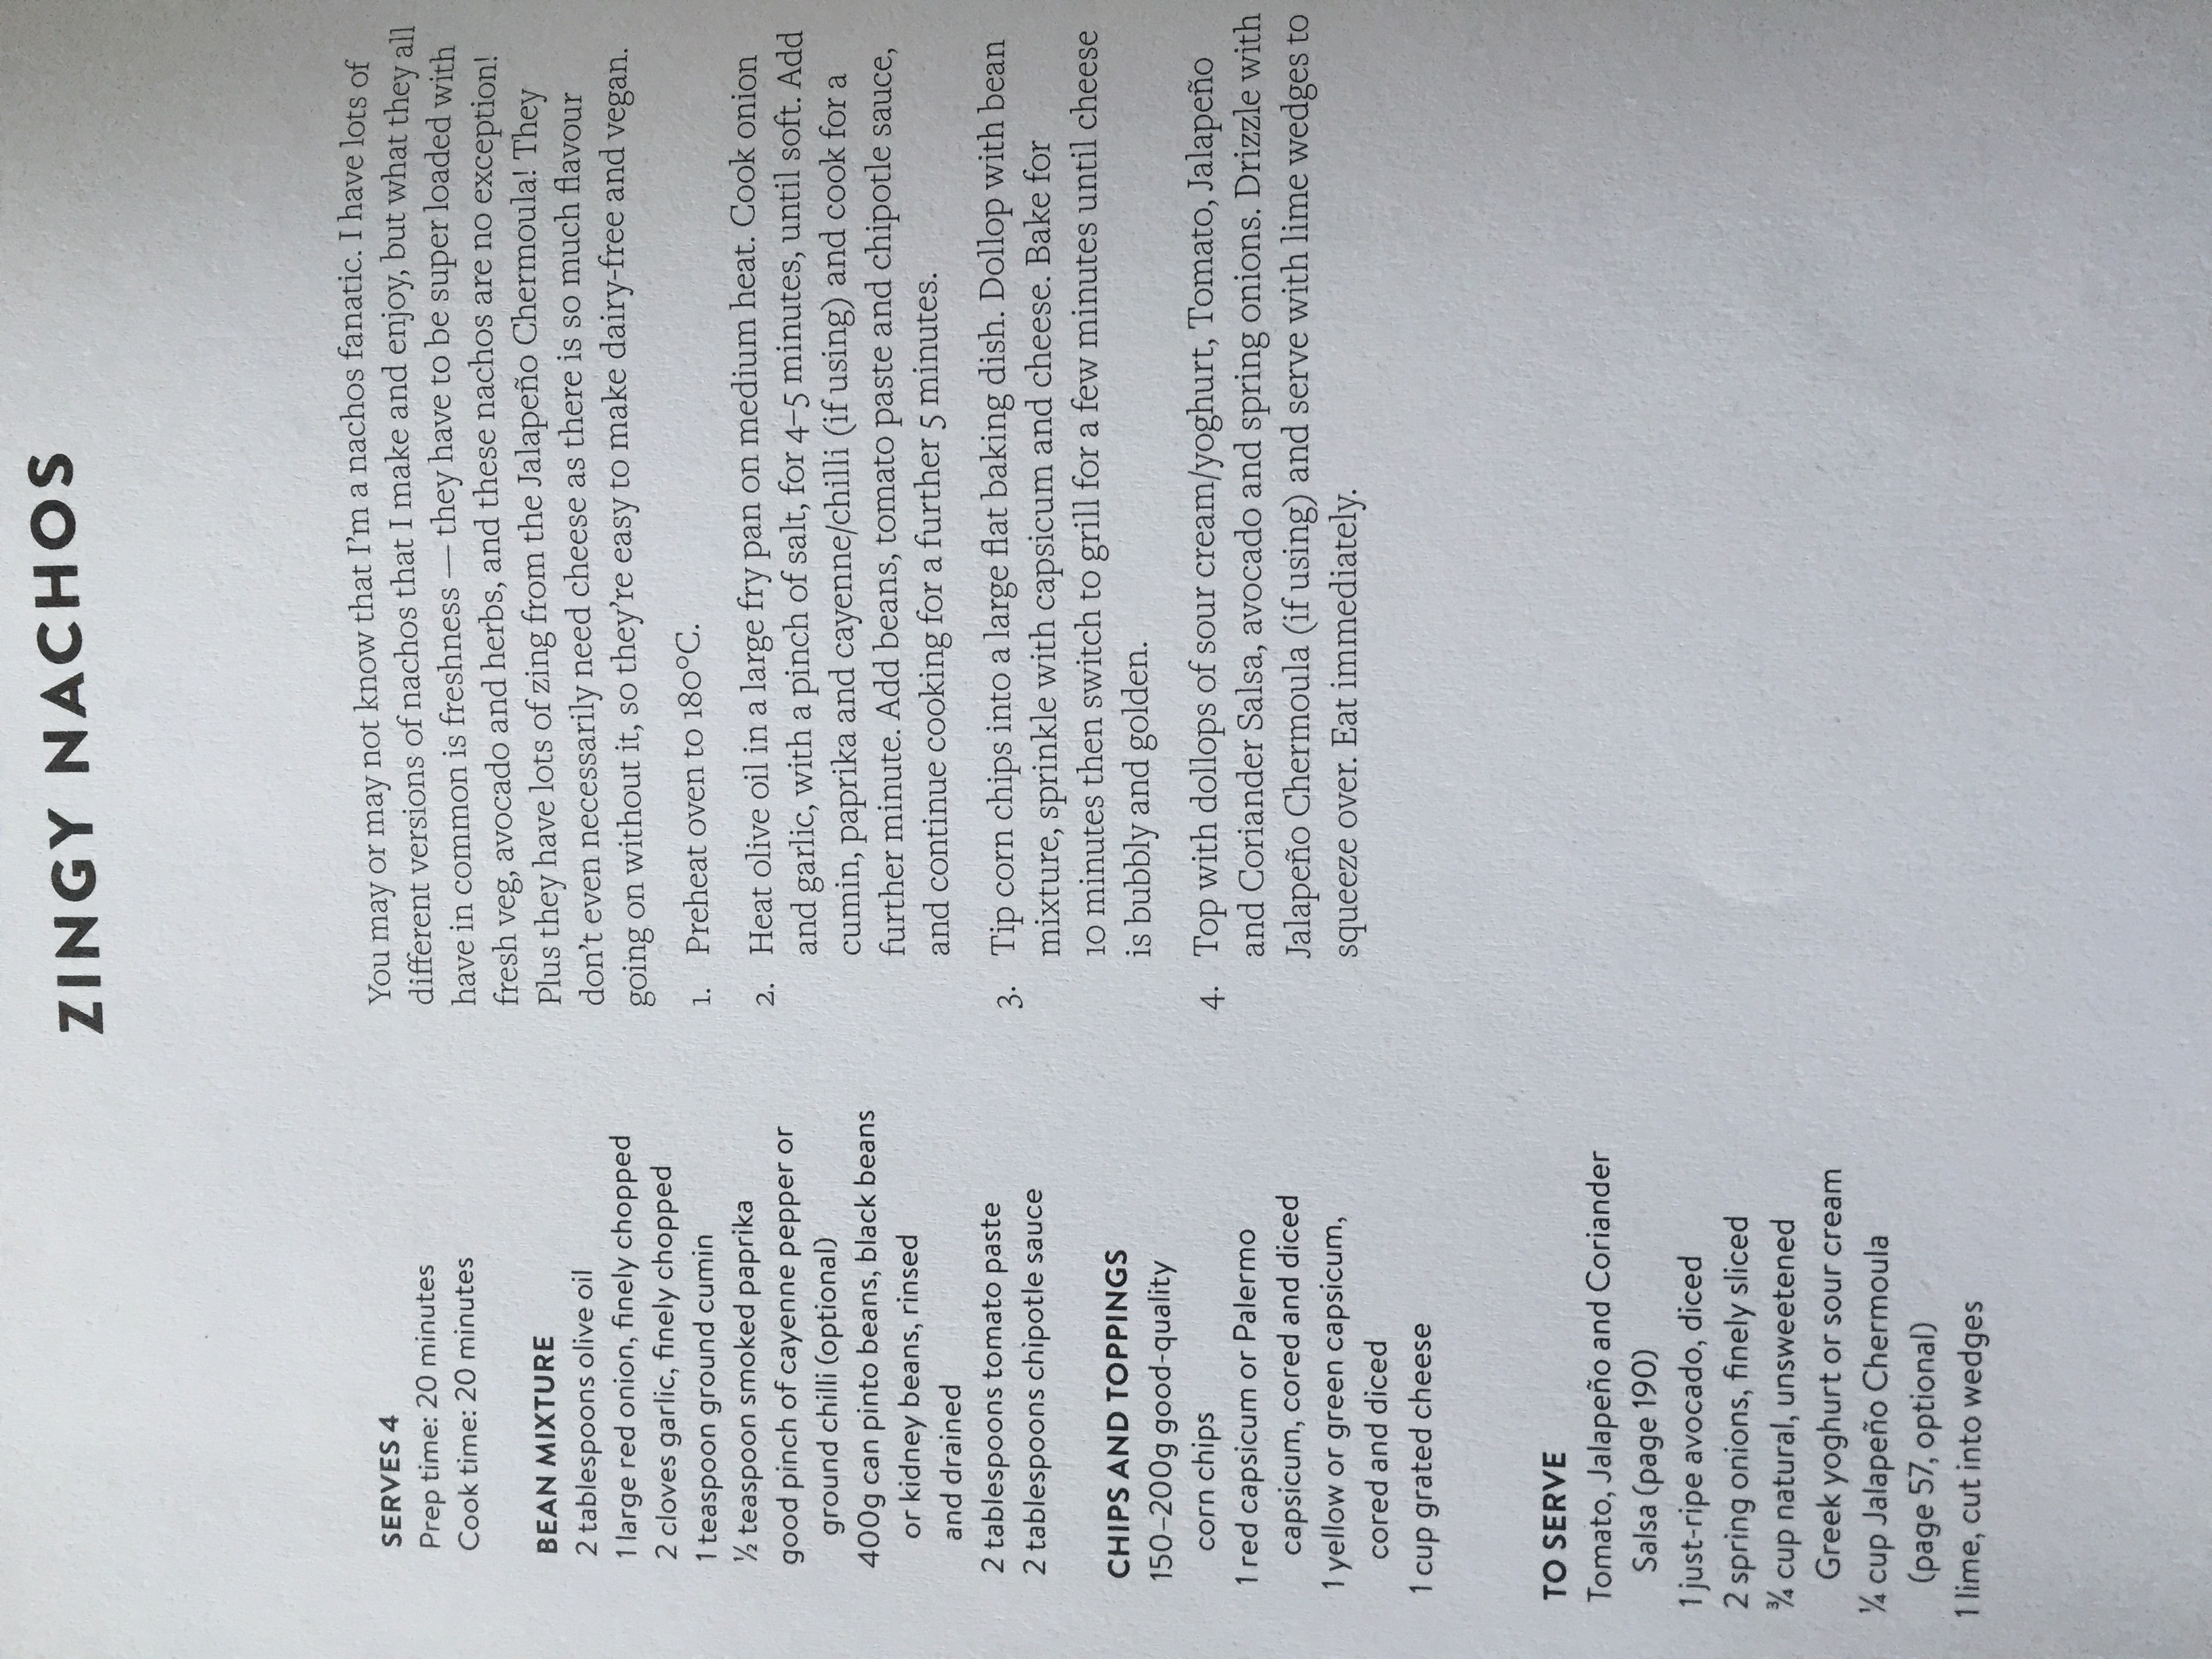 ZINGY NACHOS
SERVES 4
Prep time: 20 minutes
Cook time: 20 minutes
BEAN MIXTURE
2 tablespoons olive oil
1 large red onion, finely chopped
2 cloves garlic, finely chopped
1 teaspoon ground cumin
½ teaspoon smoked paprika
good pinch of cayenne pepper or
ground chilli (optional)
400g can pinto beans, black beans
or kidney beans, rinsed
and drained
2 tablespoons tomato paste
2 tablespoons chipotle sauce
CHIPS AND TOPPINGS
150–200g good-quality
corn chips
1 red capsicum or Palermo
capsicum, cored and diced
1 yellow or green capsicum,
cored and diced
1 cup grated cheese
TO SERVE
Tomato, Jalapeño and Coriander
Salsa (page 190)
1 just-ripe avocado, diced
2 spring onions, finely sliced
¾ cup natural, unsweetened
Greek yoghurt or sour cream
¼ cup Jalapeño Chermoula
(page 57, optional)
1 lime, cut into wedges
You may or may not know that I'm a nachos fanatic. I have lots of
different versions of nachos that I make and enjoy, but what they all
have in common is freshness — they have to be super loaded with
fresh veg, avocado and herbs, and these nachos are no exception!
Plus they have lots of zing from the Jalapeño Chermoula! They
don't even necessarily need cheese as there is so much flavour
going on without it, so they're easy to make dairy-free and vegan.
1. Preheat oven to 180°C.
2. Heat olive oil in a large fry pan on medium heat. Cook onion
and garlic, with a pinch of salt, for 4–5 minutes, until soft. Add
cumin, paprika and cayenne/chilli (if using) and cook for a
further minute. Add beans, tomato paste and chipotle sauce,
and continue cooking for a further 5 minutes.
3. Tip corn chips into a large flat baking dish. Dollop with bean
mixture, sprinkle with capsicum and cheese. Bake for
10 minutes then switch to grill for a few minutes until cheese
is bubbly and golden.
4. Top with dollops of sour cream/yoghurt, Tomato, Jalapeño
and Coriander Salsa, avocado and spring onions. Drizzle with
Jalapeño Chermoula (if using) and serve with lime wedges to
squeeze over. Eat immediately.